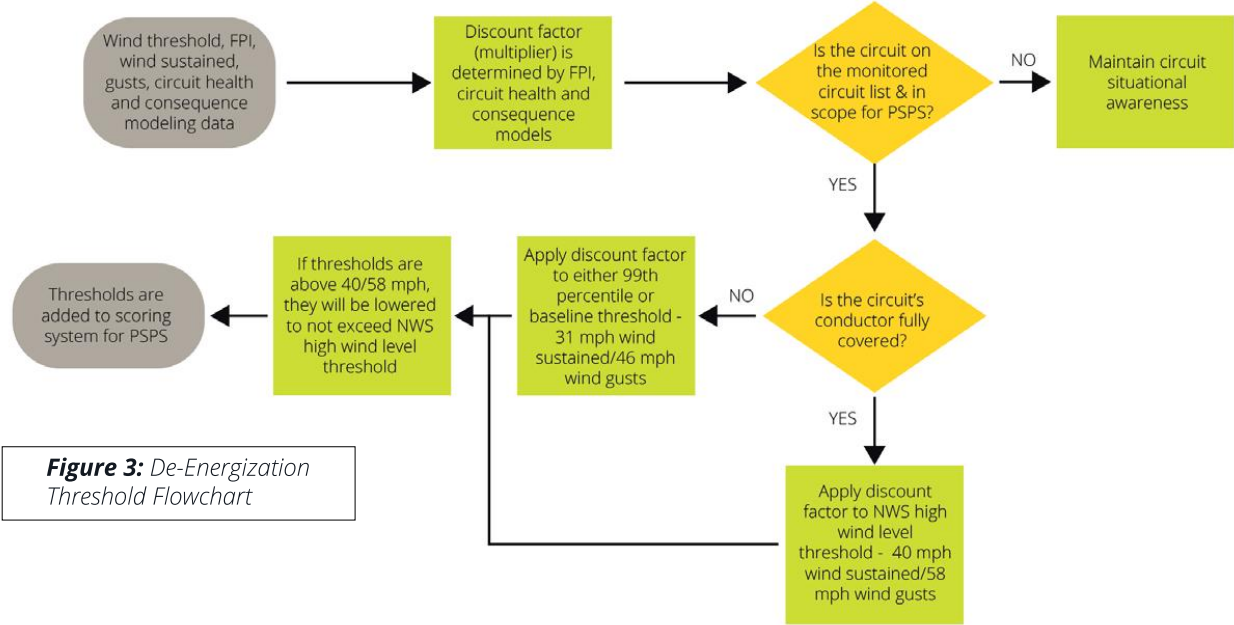 Wind threshold, FPI,
wind sustained,
gusts, circuit health
and consequence
modeling data
Discount factor
(multiplier) is
determined by FPI,
circuit health and
consequence
models
Is the circuit on
the monitored
circuit list & in
scope for PSPS?
NO
Maintain circuit
situational
awareness
YES
Is the circuit's
conductor fully
covered?
NO
Apply discount factor
to either 99th
percentile or
baseline threshold -
31 mph wind
sustained/46 mph
wind gusts
If thresholds are
above 40/58 mph,
they will be lowered
to not exceed NWS
high wind level
threshold
Thresholds are
added to scoring
system for PSPS
YES
Apply discount
factor to NWS high
wind level
threshold - 40 mph
wind sustained/58
mph wind gusts
Figure 3: De-Energization
Threshold Flowchart